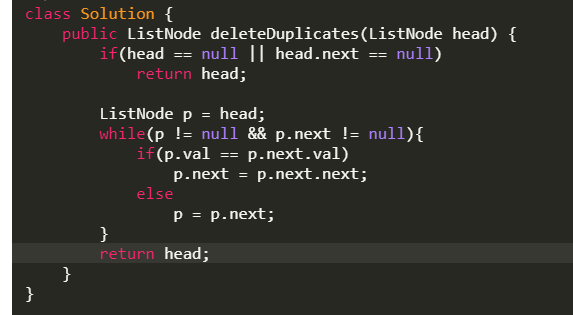 class Solution {
    public ListNode deleteDuplicates(ListNode head) {
        if(head == null || head.next == null)
            return head;
        ListNode p = head;
        while(p != null && p.next != null){
            if(p.val == p.next.val)
                p.next = p.next.next;
            else
                p = p.next;
        }
        return head;
    }
}